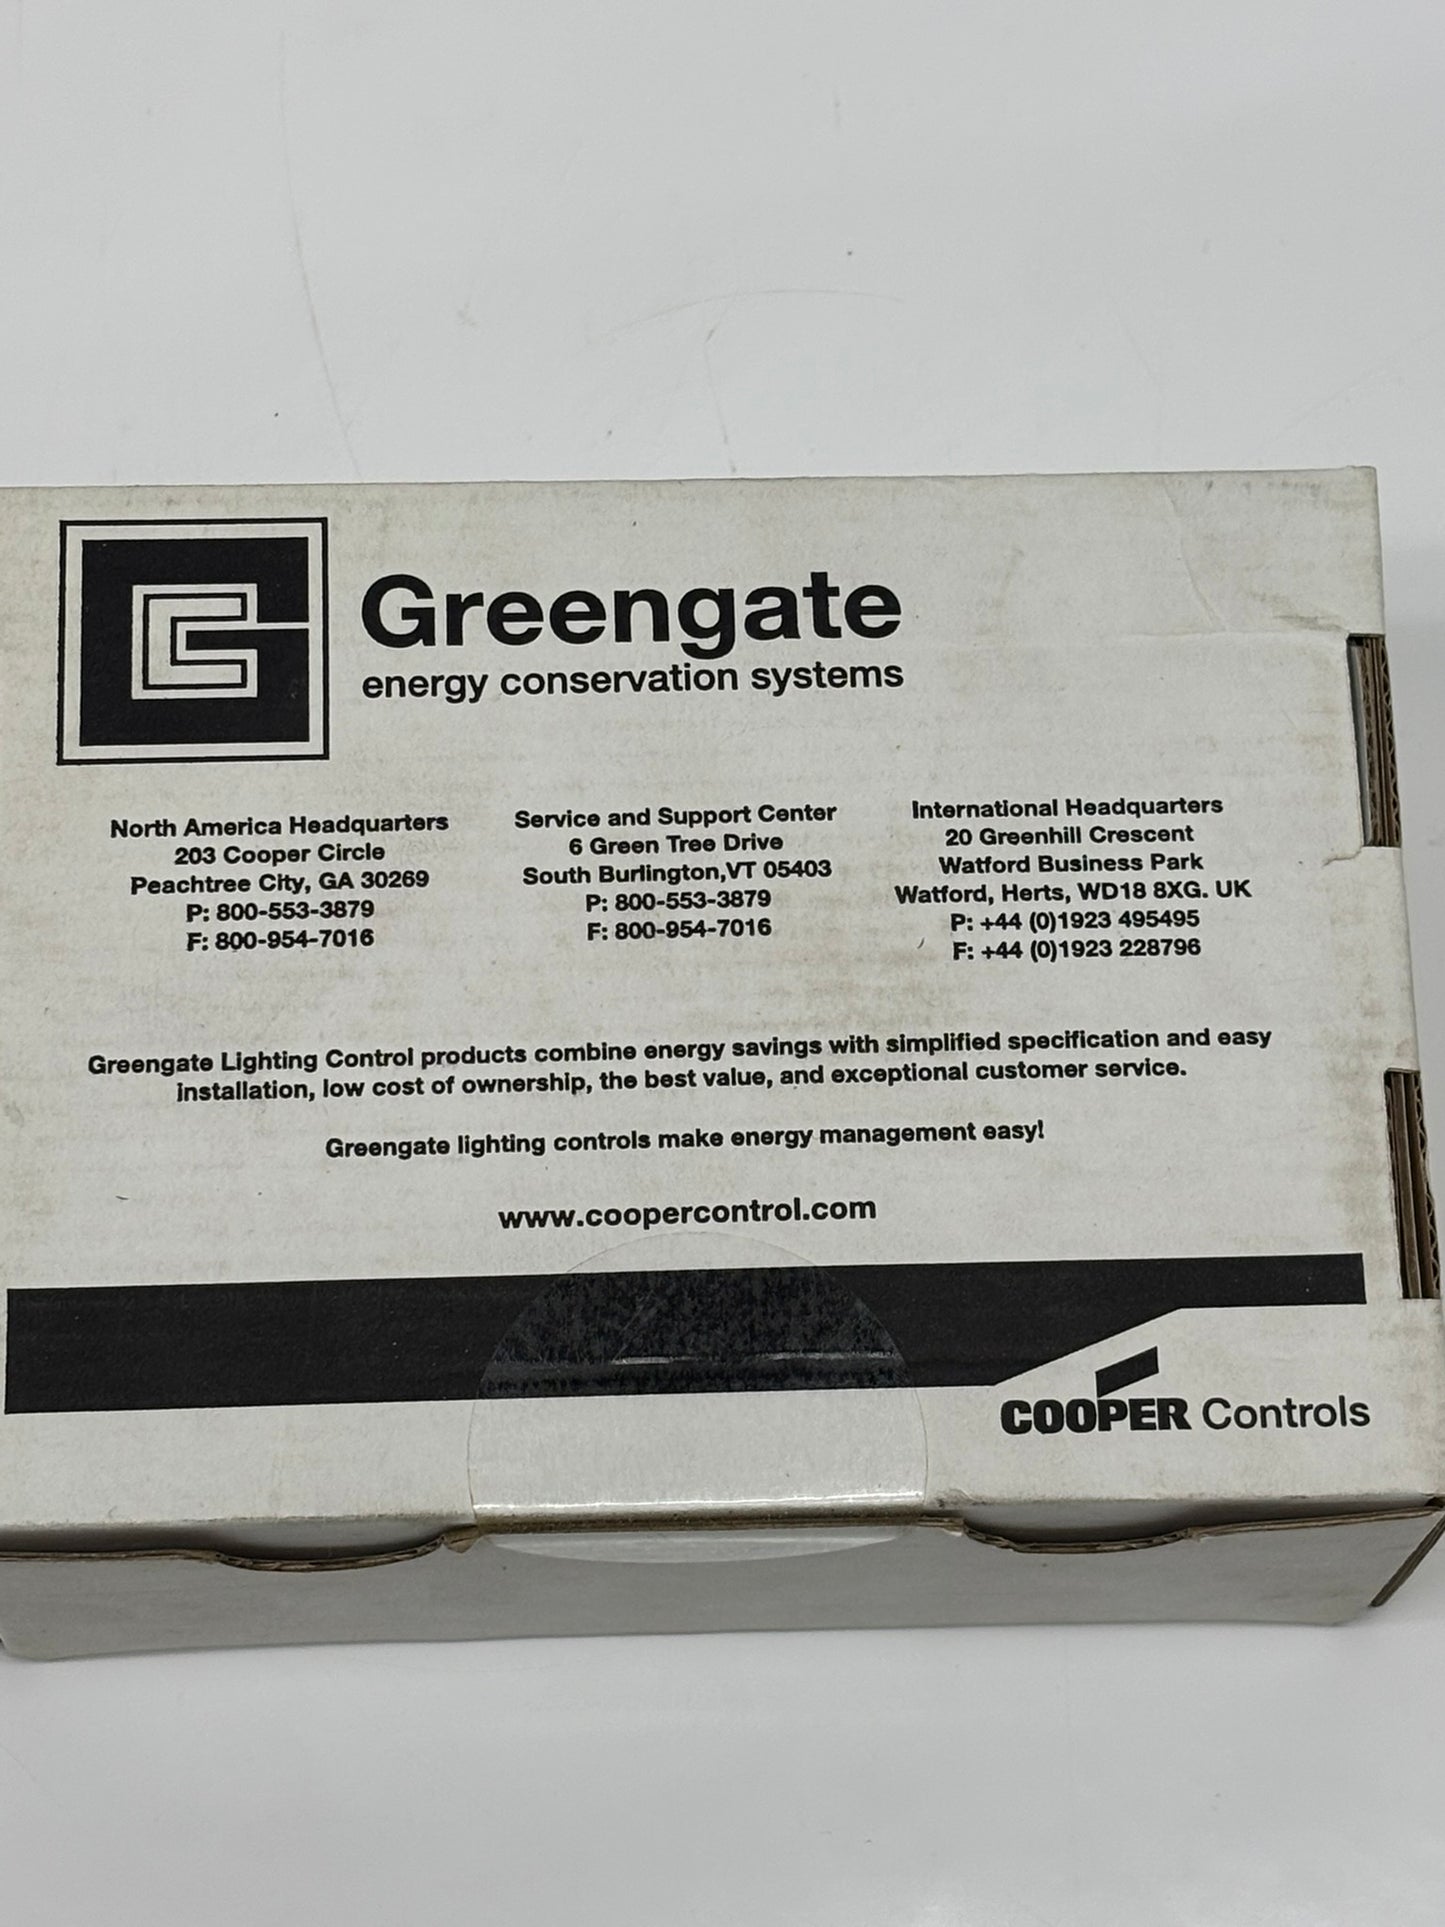 Greengate
energy conservation systems
North America Headquarters
203 Cooper Circle
Peachtree City, GA 30269
P: 800-553-3879
F: 800-954-7016
Service and Support Center
6 Green Tree Drive
South Burlington,VT 05403
P: 800-553-3879
F: 800-954-7016
International Headquarters
20 Greenhill Crescent
Watford Business Park
Watford, Herts, WD18 8XG. UK
P: +44 (0)1923 495495
F: +44 (0)1923 228796
Greengate Lighting Control products combine energy savings with simplified specification and easy
installation, low cost of ownership, the best value, and exceptional customer service.
Greengate lighting controls make energy management easy!
www.coopercontrol.com
COOPER Controls